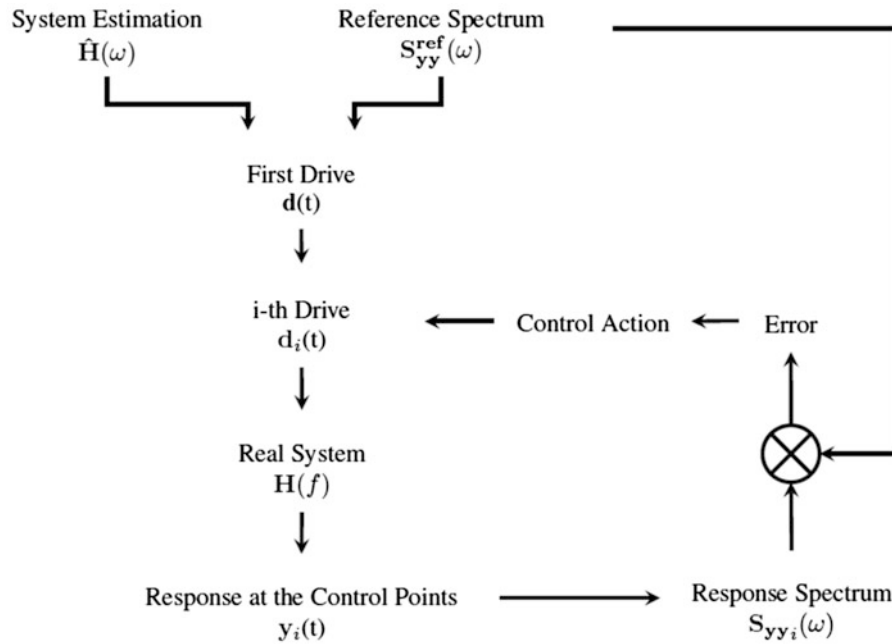 System Estimation
Ĥ(ω)
Reference Spectrum
S_yy^ref(ω)
First Drive
d(t)
i-th Drive
d_i(t)
Control Action
Error
Real System
H(f)
Response at the Control Points
y_i(t)
Response Spectrum
S_yy_i(ω)